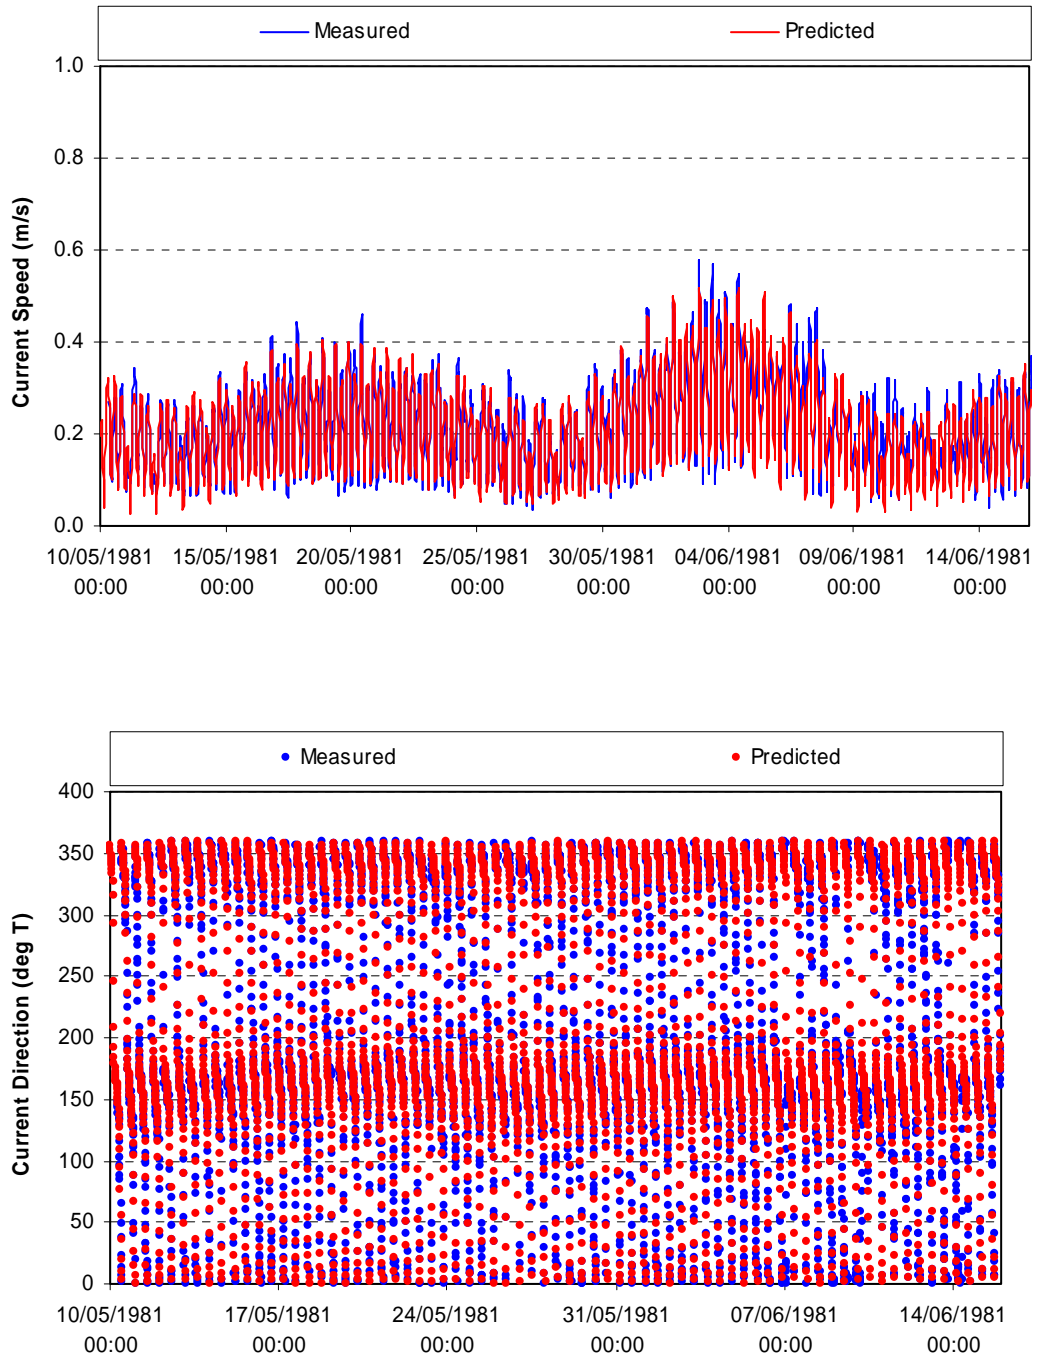 Measured Predicted
1.0
0.8
0.6
0.4
0.2
0.0
Current Speed (m/s)
10/05/1981 15/05/1981 20/05/1981 25/05/1981 30/05/1981 04/06/1981 09/06/1981 14/06/1981
00:00 00:00 00:00 00:00 00:00 00:00 00:00 00:00
Measured Predicted
400
350
300
250
200
150
100
50
0
Current Direction (deg T)
10/05/1981 17/05/1981 24/05/1981 31/05/1981 07/06/1981 14/06/1981
00:00 00:00 00:00 00:00 00:00 00:00